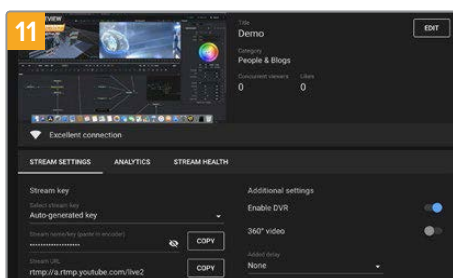 11
PREVIEW
Title
Demo
EDIT
Category
People & Blogs
Concurrent viewers Likes
0 0
Excellent connection
STREAM SETTINGS ANALYTICS STREAM HEALTH
Stream key Additional settings
Select stream key
Auto-generated key
Enable DVR
Stream name/key (paste in encoder)
COPY
360° video
Stream URL
rtmp://a.rtmp.youtube.com/live2
COPY
Added delay
None